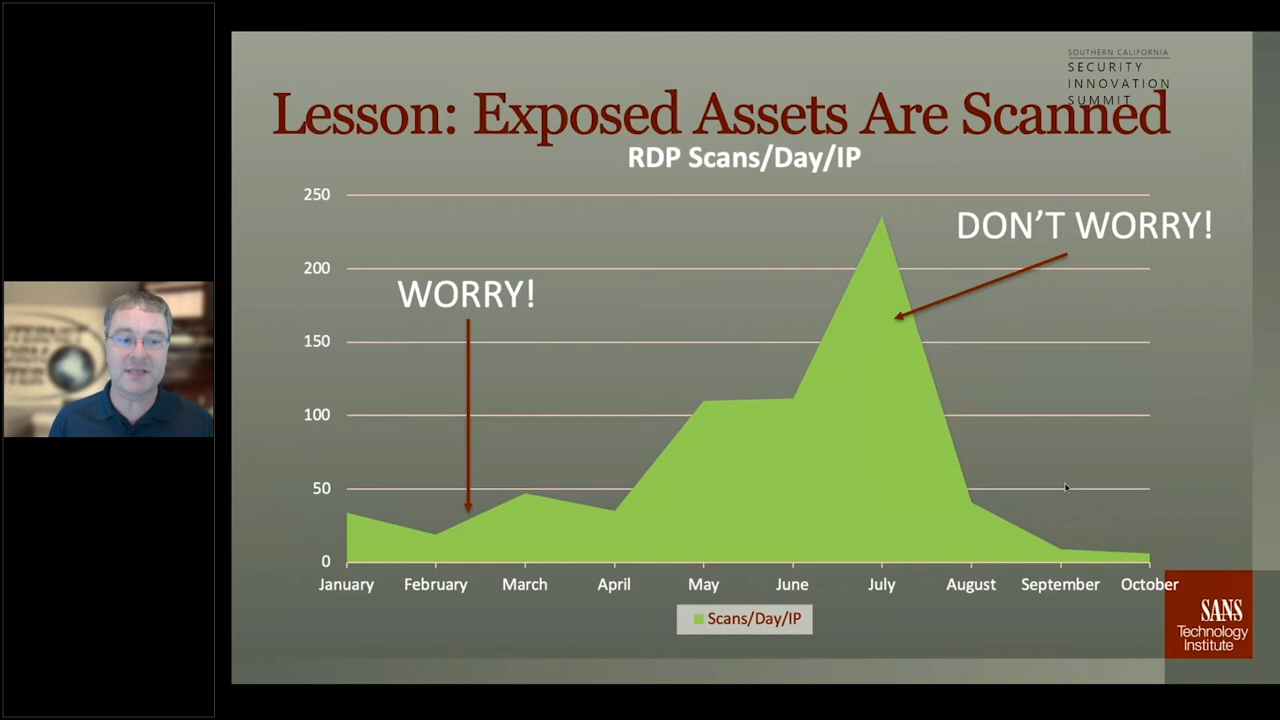 SOUTHERN CALIFORNIA
SECURITY
INNOVATION
SUMMIT
Lesson: Exposed Assets Are Scanned
RDP Scans/Day/IP
250
200
150
100
50
0
WORRY!
DON'T WORRY!
January February March April May June July August September October
Scans/Day/IP
SANS
Technology
Institute